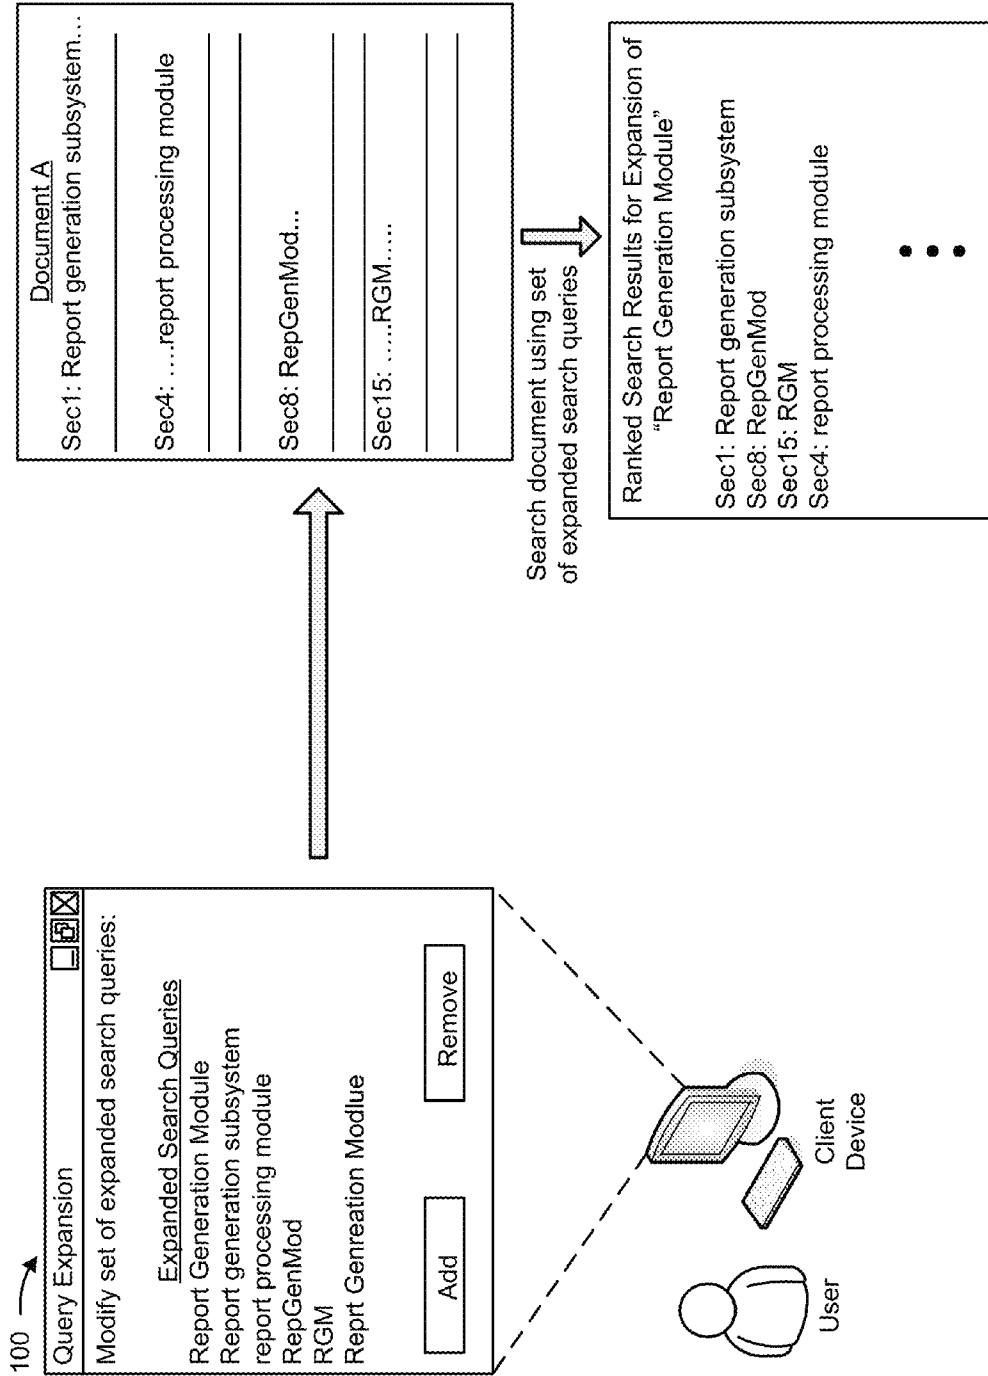 100
Query Expansion
Modify set of expanded search queries:
Expanded Search Queries
Report Generation Module
Report generation subsystem
report processing module
RepGenMod
RGM
Reprt Genreation Modlue
Add
Remove
User
Client
Device
Document A
Sec1: Report generation subsystem...
Sec4: ....report processing module
Sec8: RepGenMod...
Sec15: .....RGM.....
Search document using set
of expanded search queries
Ranked Search Results for Expansion of
“Report Generation Module”
Sec1: Report generation subsystem
Sec8: RepGenMod
Sec15: RGM
Sec4: report processing module